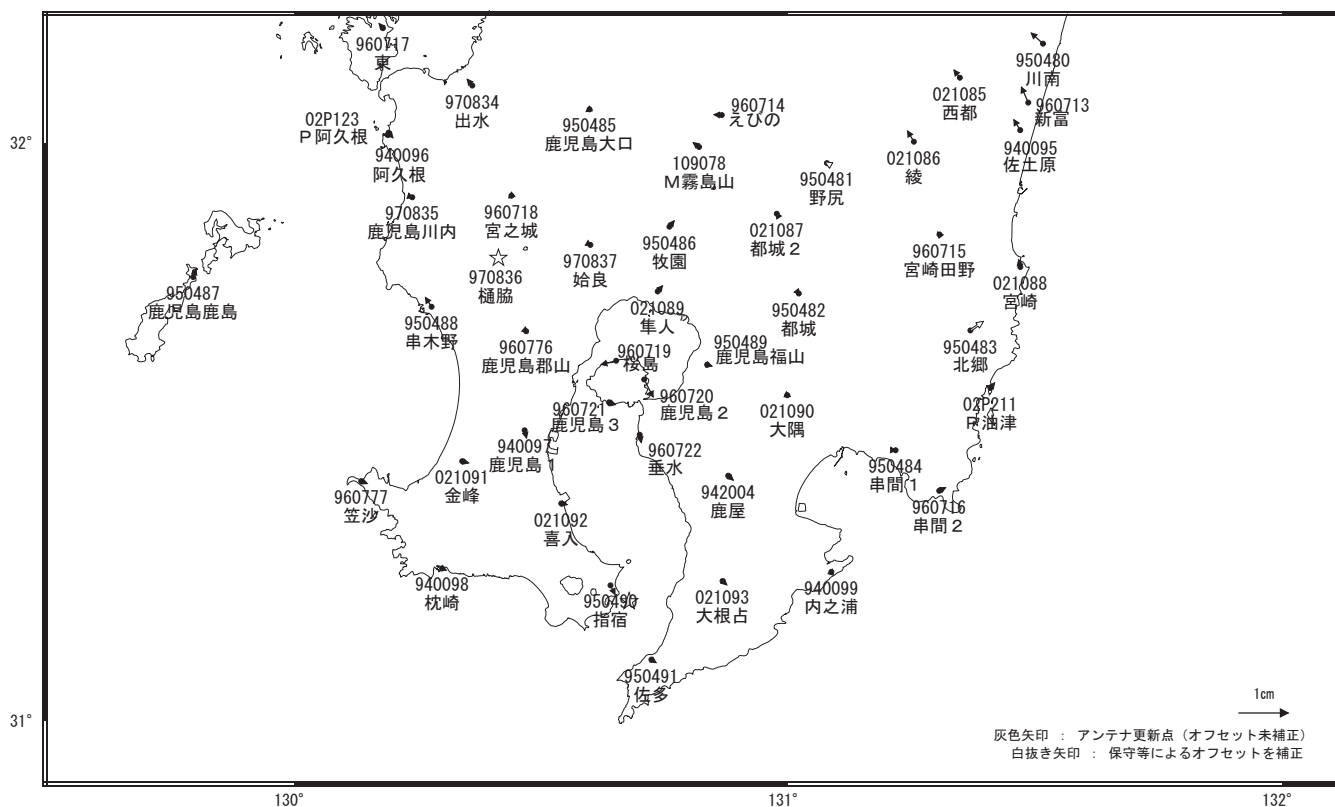 960717
東
950480
川南
970834
出水
021085
西都
960713
新富
02P123
P阿久根
950485
鹿児島大口
960714
えびの
940095
佐土原
32°
940096
阿久根
109078
M霧島山
950481
野尻
021086
綾
970835
鹿児島川内
960718
宮之城
021087
都城2
960715
宮崎田野
950486
牧園
970837
姶良
970836
樋脇
950487
鹿児島鹿島
021088
宮崎
021089
隼人
950482
都城
950488
串木野
950483
北郷
960776
鹿児島郡山
960719
桜島
950489
鹿児島福山
960720
鹿児島2
960721
鹿児島3
021090
大隅
02P211
P油津
940097
鹿児島1
960722
垂水
950484
串間1
021091
金峰
942004
鹿屋
960777
笠沙
960716
串間2
021092
喜入
940098
枕崎
950490
指宿
021093
大根占
940099
内之浦
950491
佐多
1cm
31°
灰色矢印 : アンテナ更新点(オフセット未補正)
白抜き矢印 : 保守等によるオフセットを補正
130°
131°
132°